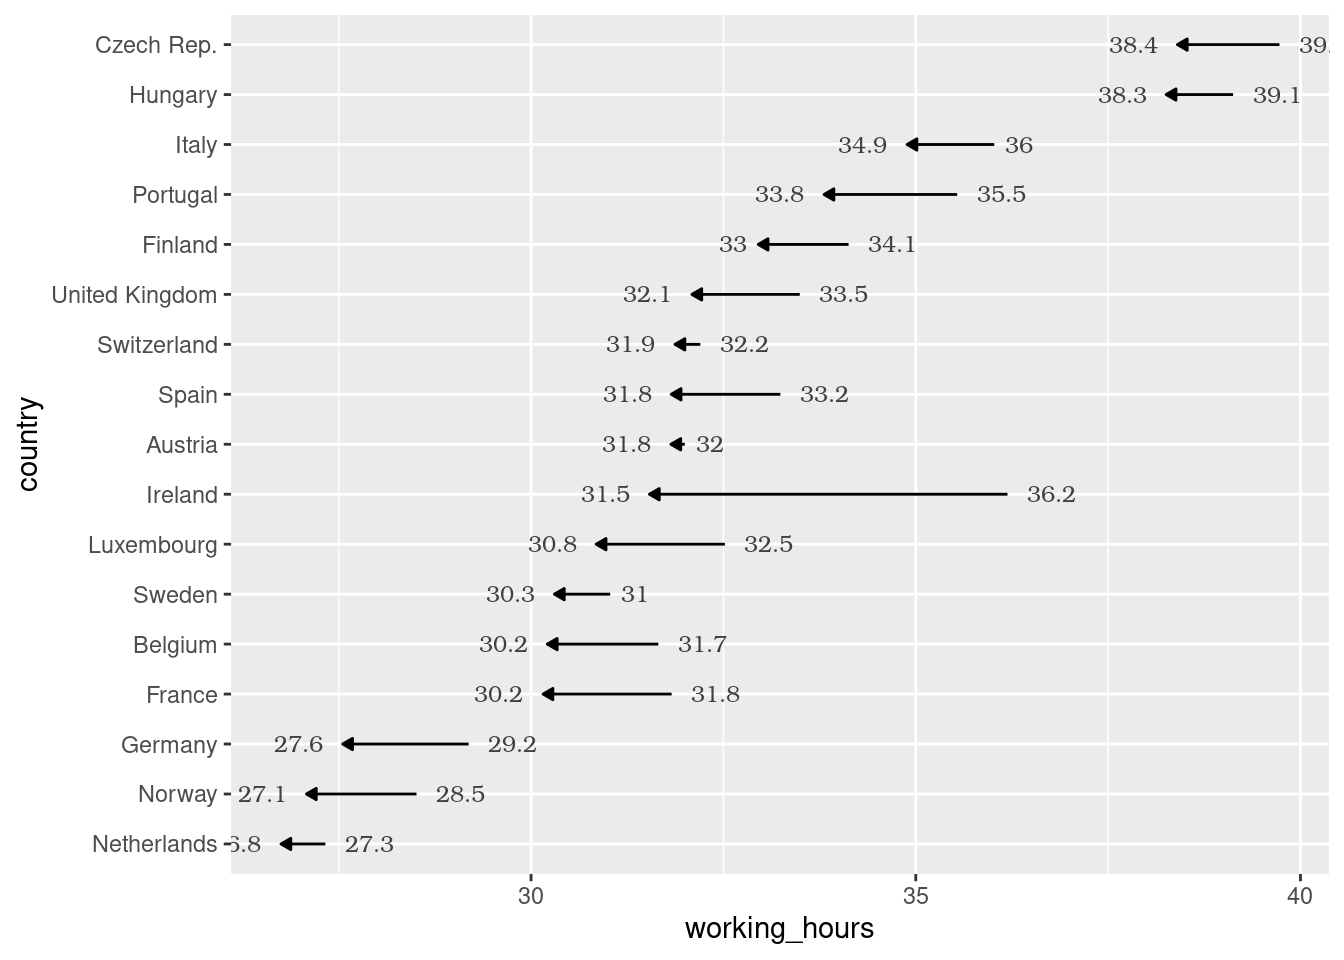 Czech Rep. 38.4
Hungary 38.3 39.1
Italy 34.9 36
Portugal 33.8 35.5
Finland 33 34.1
United Kingdom 32.1 33.5
Switzerland 31.9 32.2
Spain 31.8 33.2
Austria 31.8 32
Ireland 31.5 36.2
Luxembourg 30.8 32.5
Sweden 30.3 31
Belgium 30.2 31.7
France 30.2 31.8
Germany 27.6 29.2
Norway 27.1 28.5
Netherlands 27.3
country
30 35 40
working_hours